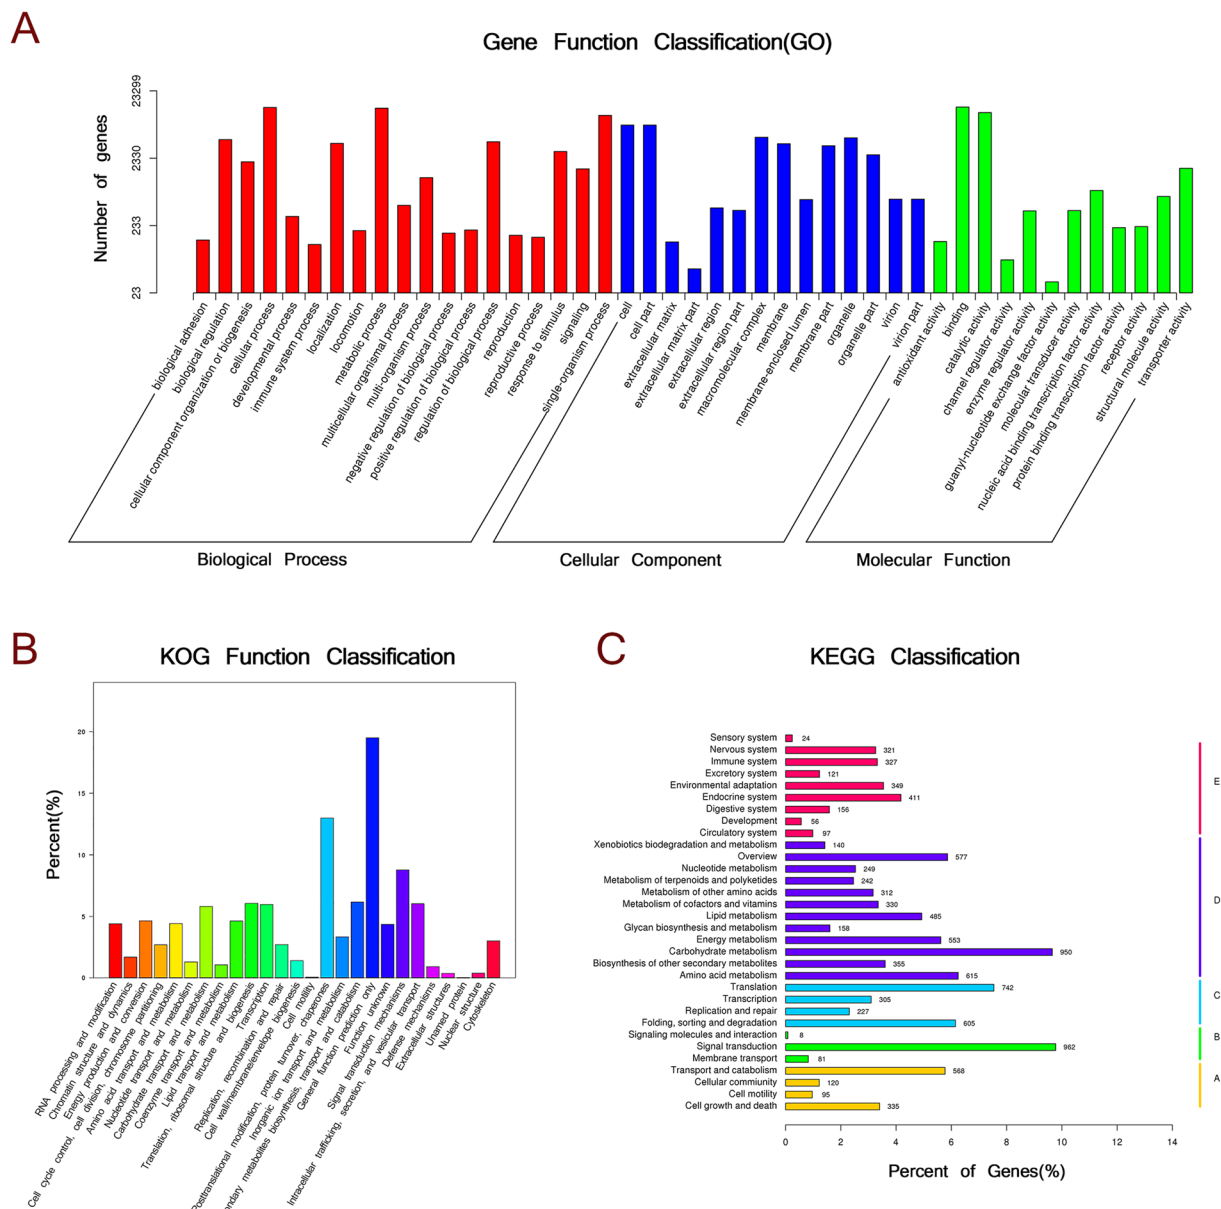 A
Gene Function Classification(GO)
Number of genes
23299
2330
233
23
biological adhesion
biological regulation
cellular component organization or biogenesis
cellular process
developmental process
immune system process
localization
locomotion
metabolic process
multicellular organismal process
multi-organism process
negative regulation of biological process
positive regulation of biological process
regulation of biological process
reproduction
reproductive process
response to stimulus
signaling
single-organism process
cell
cell part
extracellular matrix
extracellular matrix part
extracellular region
extracellular region part
macromolecular complex
membrane
membrane-enclosed lumen
membrane part
organelle
organelle part
virion
virion part
antioxidant activity
binding
catalytic activity
channel regulator activity
enzyme regulator activity
guanyl-nucleotide exchange factor activity
molecular transducer activity
nucleic acid binding transcription factor activity
protein binding transcription factor activity
receptor activity
structural molecule activity
transporter activity
Biological Process
Cellular Component
Molecular Function
B
KOG Function Classification
Percent(%)
20
15
10
5
0
RNA processing and modification
Chromatin structure and dynamics
Energy production and conversion
Cell cycle control, cell division, chromosome partitioning
Amino acid transport and metabolism
Nucleotide transport and metabolism
Carbohydrate transport and metabolism
Coenzyme transport and metabolism
Lipid transport and metabolism
Translation, ribosomal structure and biogenesis
Transcription
Replication, recombination and repair
Cell wall/membrane/envelope biogenesis
Cell motility
Posttranslational modification, protein turnover, chaperones
Inorganic ion transport and metabolism
ondary metabolites biosynthesis, transport and catabolism
General function prediction only
Function unknown
Signal transduction mechanisms
Intracellular trafficking, secretion, and vesicular transport
Defense mechanisms
Extracellular structures
Unamed protein
Nuclear structure
Cytoskeleton
C
KEGG Classification
Sensory system 24
Nervous system 321
Immune system 327
Excretory system 121
Environmental adaptation 349
Endocrine system 411
Digestive system 156
Development 56
Circulatory system 97
E
Xenobiotics biodegradation and metabolism 140
Overview 577
Nucleotide metabolism 249
Metabolism of terpenoids and polyketides 242
Metabolism of other amino acids 312
Metabolism of cofactors and vitamins 330
Lipid metabolism 485
Glycan biosynthesis and metabolism 158
Energy metabolism 553
Carbohydrate metabolism 950
Biosynthesis of other secondary metabolites 355
Amino acid metabolism 615
D
Translation 742
Transcription 305
Replication and repair 227
Folding, sorting and degradation 605
C
Signaling molecules and interaction 8
Signal transduction 962
Membrane transport 81
B
Transport and catabolism 568
Cellular commiunity 120
Cell motility 95
Cell growth and death 335
A
0 2 4 6 8 10 12 14
Percent of Genes(%)